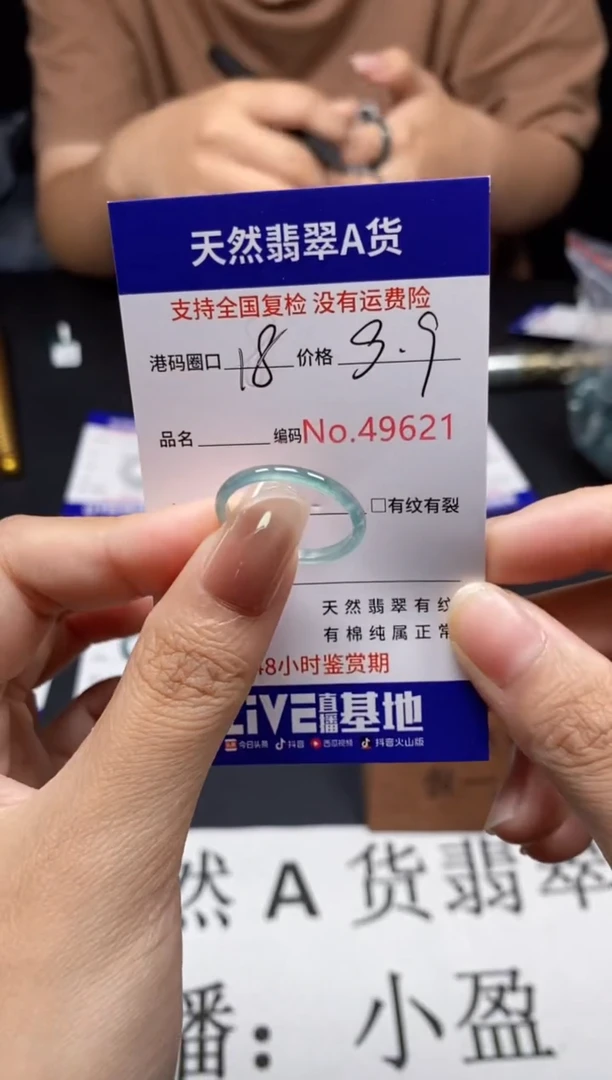 天然翡翠A货
支持全国复检 没有运费险
港码圈口 18 价格 3.9
品名 编码 No.49621
□有纹有裂
天然翡翠有纹
有棉纯属正常
48小时鉴赏期
LIVE直播基地
今日头条 抖音 西瓜视频 抖音火山版
然A货翡翠
播：小盈